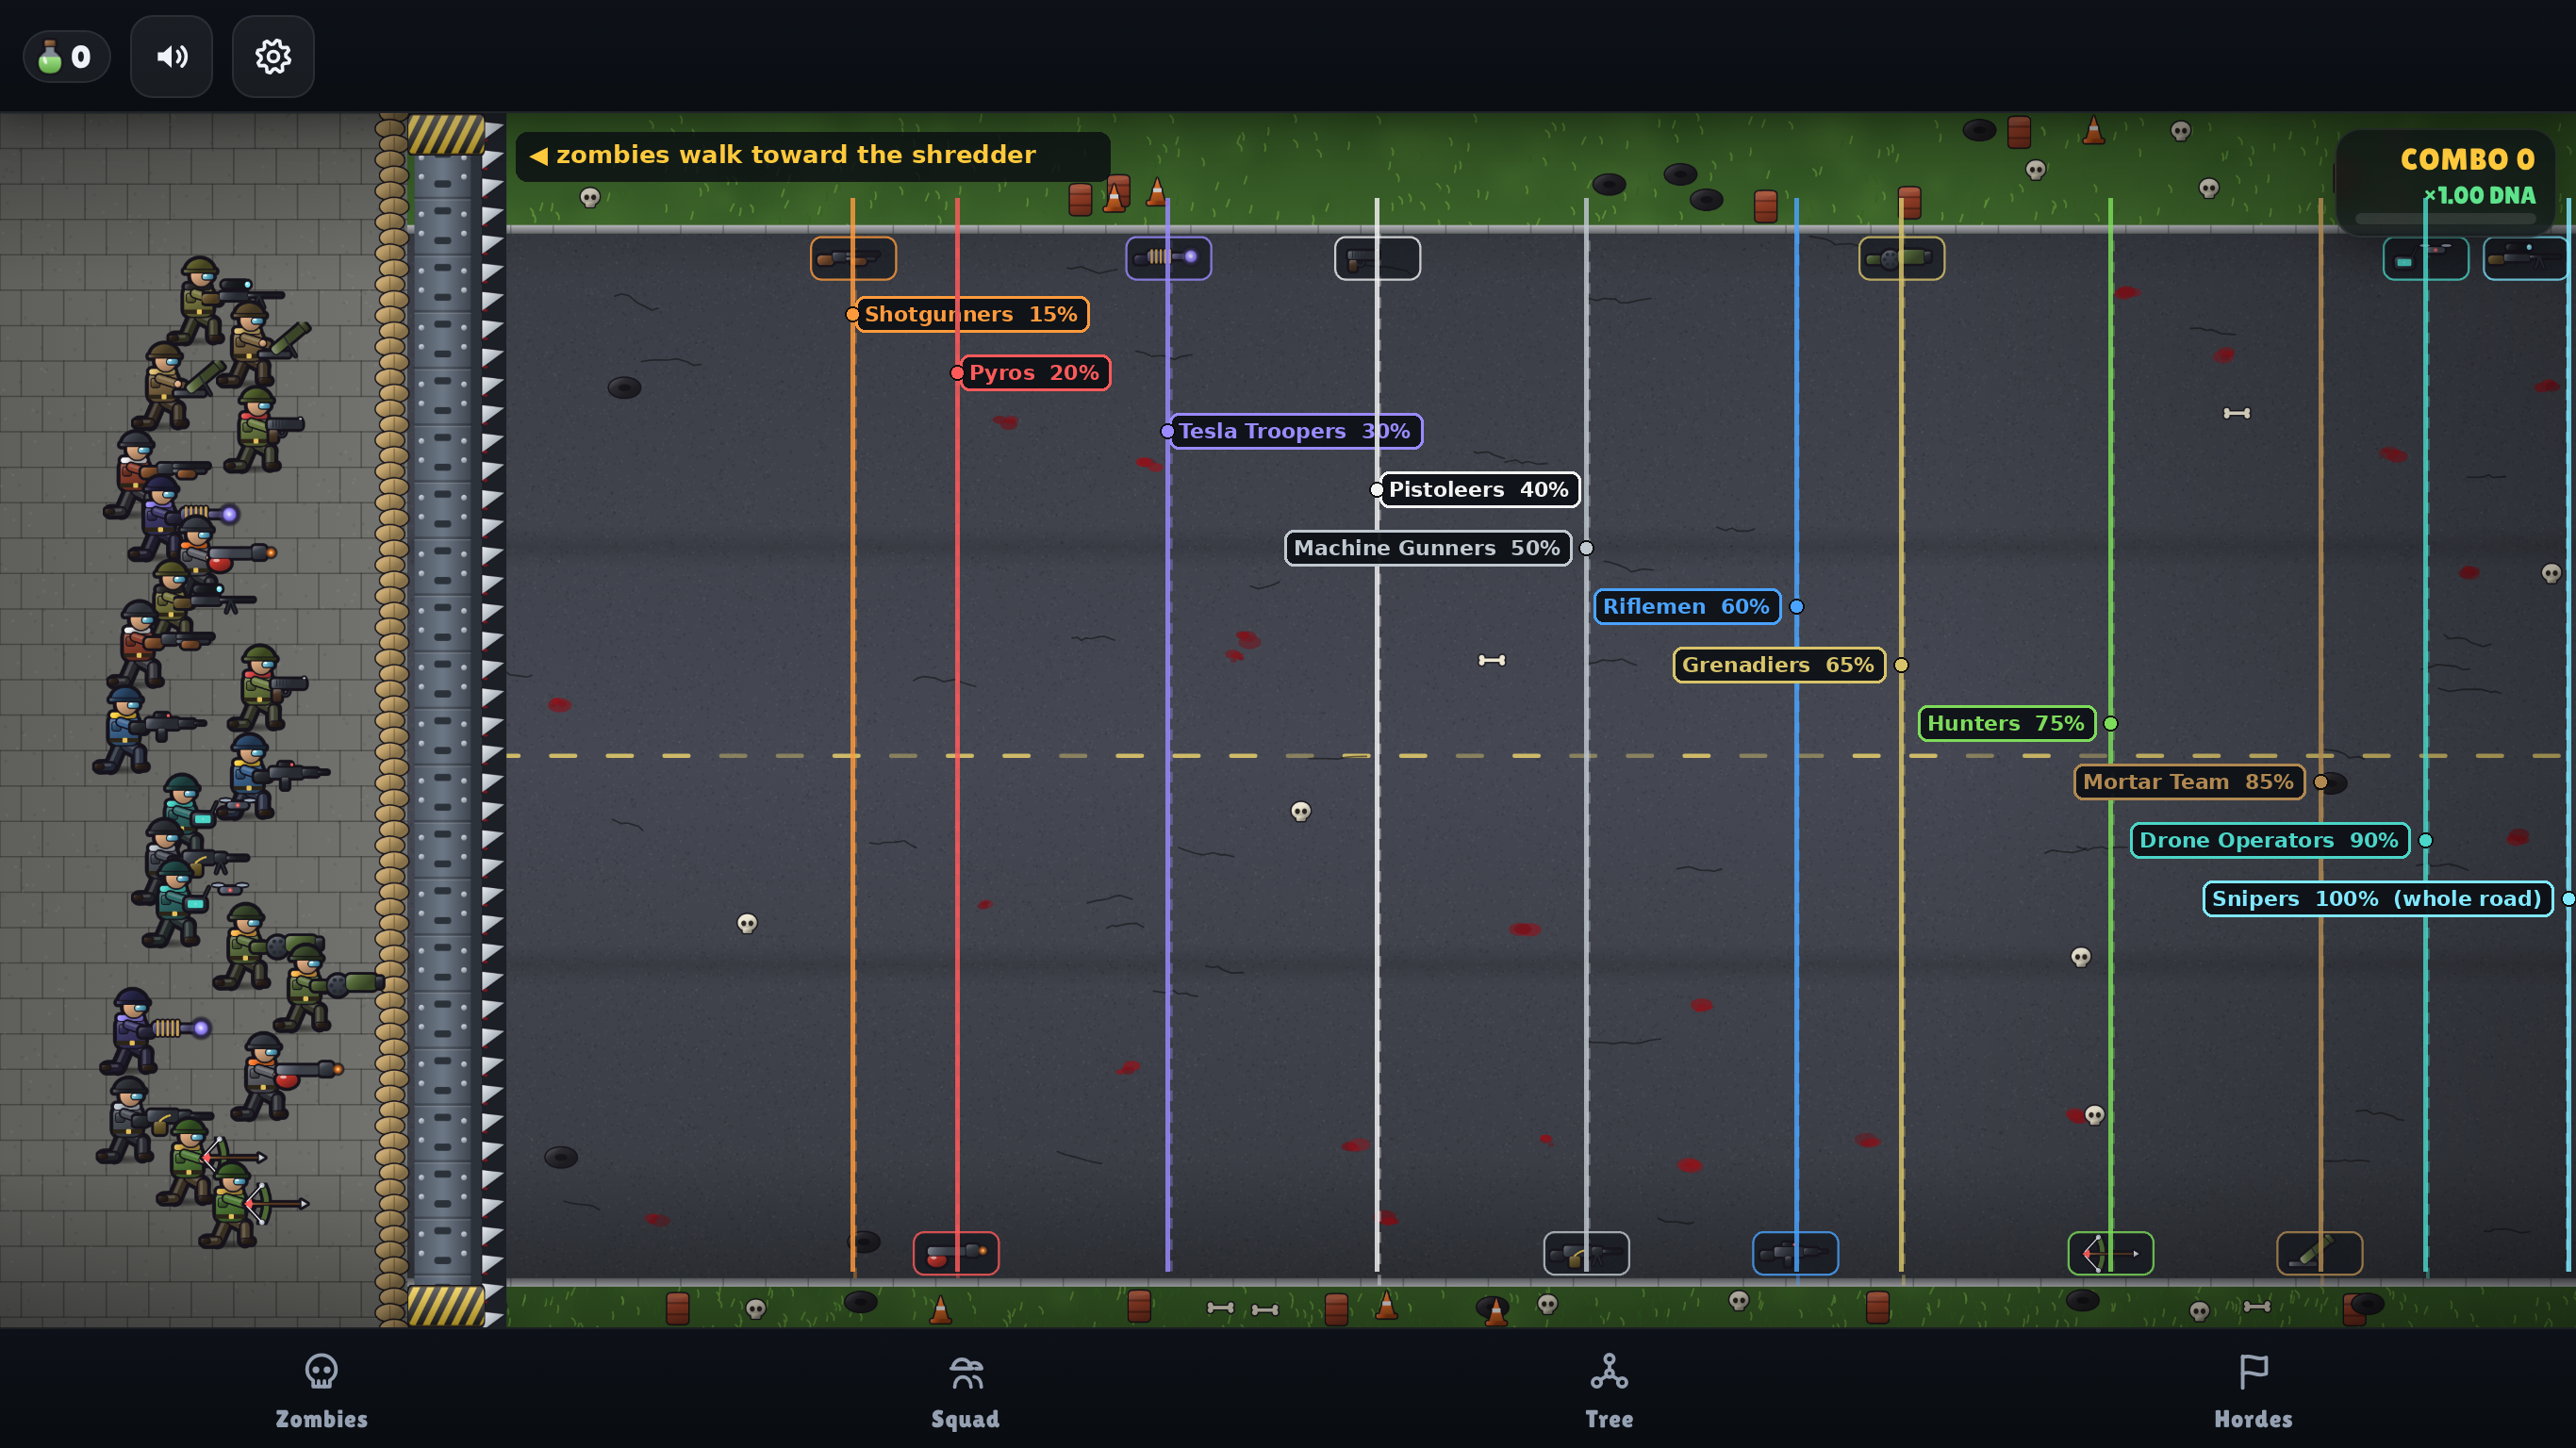 0
◀ zombies walk toward the shredder
COMBO 0
×1.00 DNA
Shotgunners 15%
Pyros 20%
Tesla Troopers 30%
Pistoleers 40%
Machine Gunners 50%
Riflemen 60%
Grenadiers 65%
Hunters 75%
Mortar Team 85%
Drone Operators 90%
Snipers 100% (whole road)
Zombies
Squad
Tree
Hordes